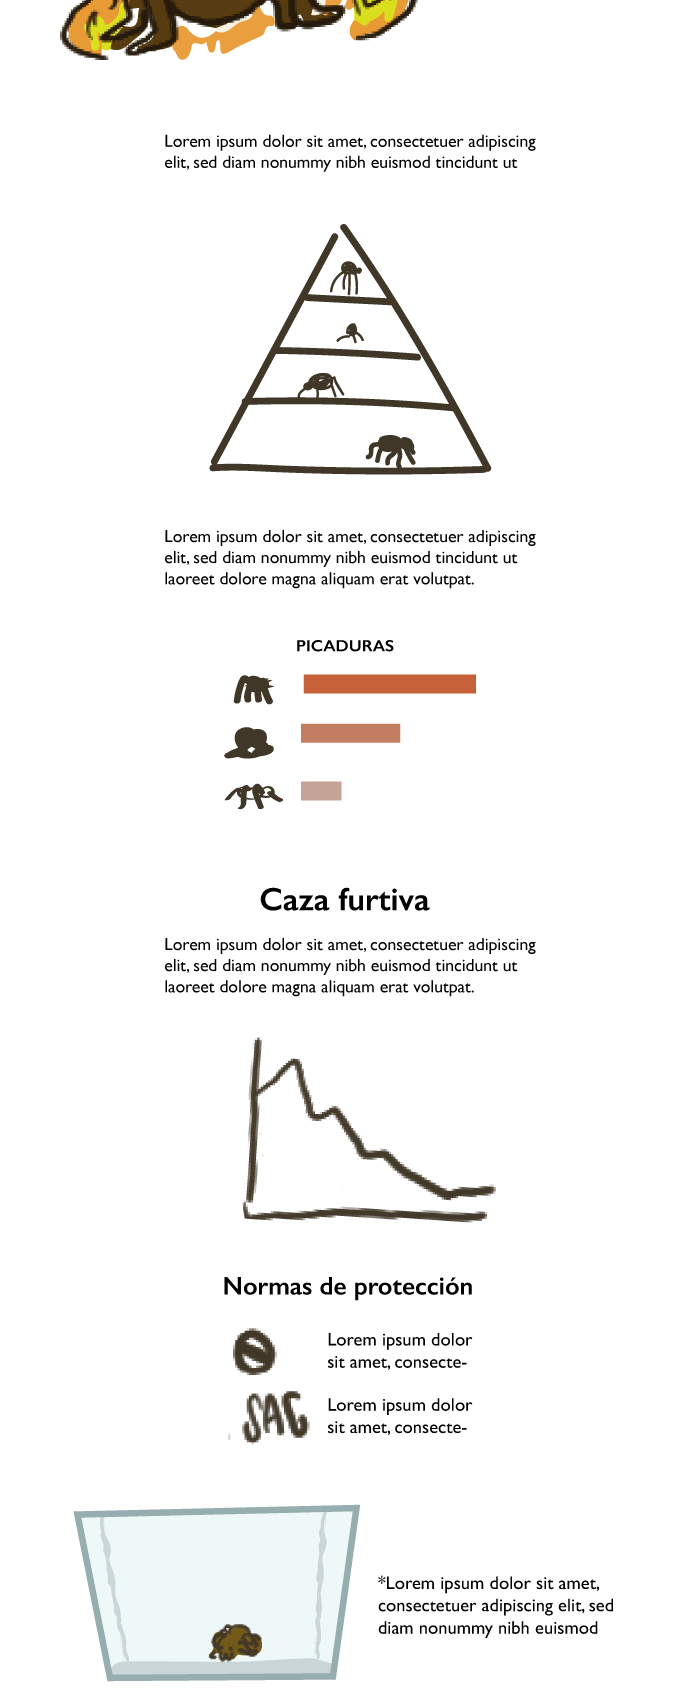 Lorem ipsum dolor sit amet, consectetuer adipiscing
elit, sed diam nonummy nibh euismod tincidunt ut
Lorem ipsum dolor sit amet, consectetuer adipiscing
elit, sed diam nonummy nibh euismod tincidunt ut
laoreet dolore magna aliquam erat volutpat.
PICADURAS
Caza furtiva
Lorem ipsum dolor sit amet, consectetuer adipiscing
elit, sed diam nonummy nibh euismod tincidunt ut
laoreet dolore magna aliquam erat volutpat.
Normas de protección
Lorem ipsum dolor
sit amet, consecte-
SAG
Lorem ipsum dolor
sit amet, consecte-
*Lorem ipsum dolor sit amet,
consectetuer adipiscing elit, sed
diam nonummy nibh euismod